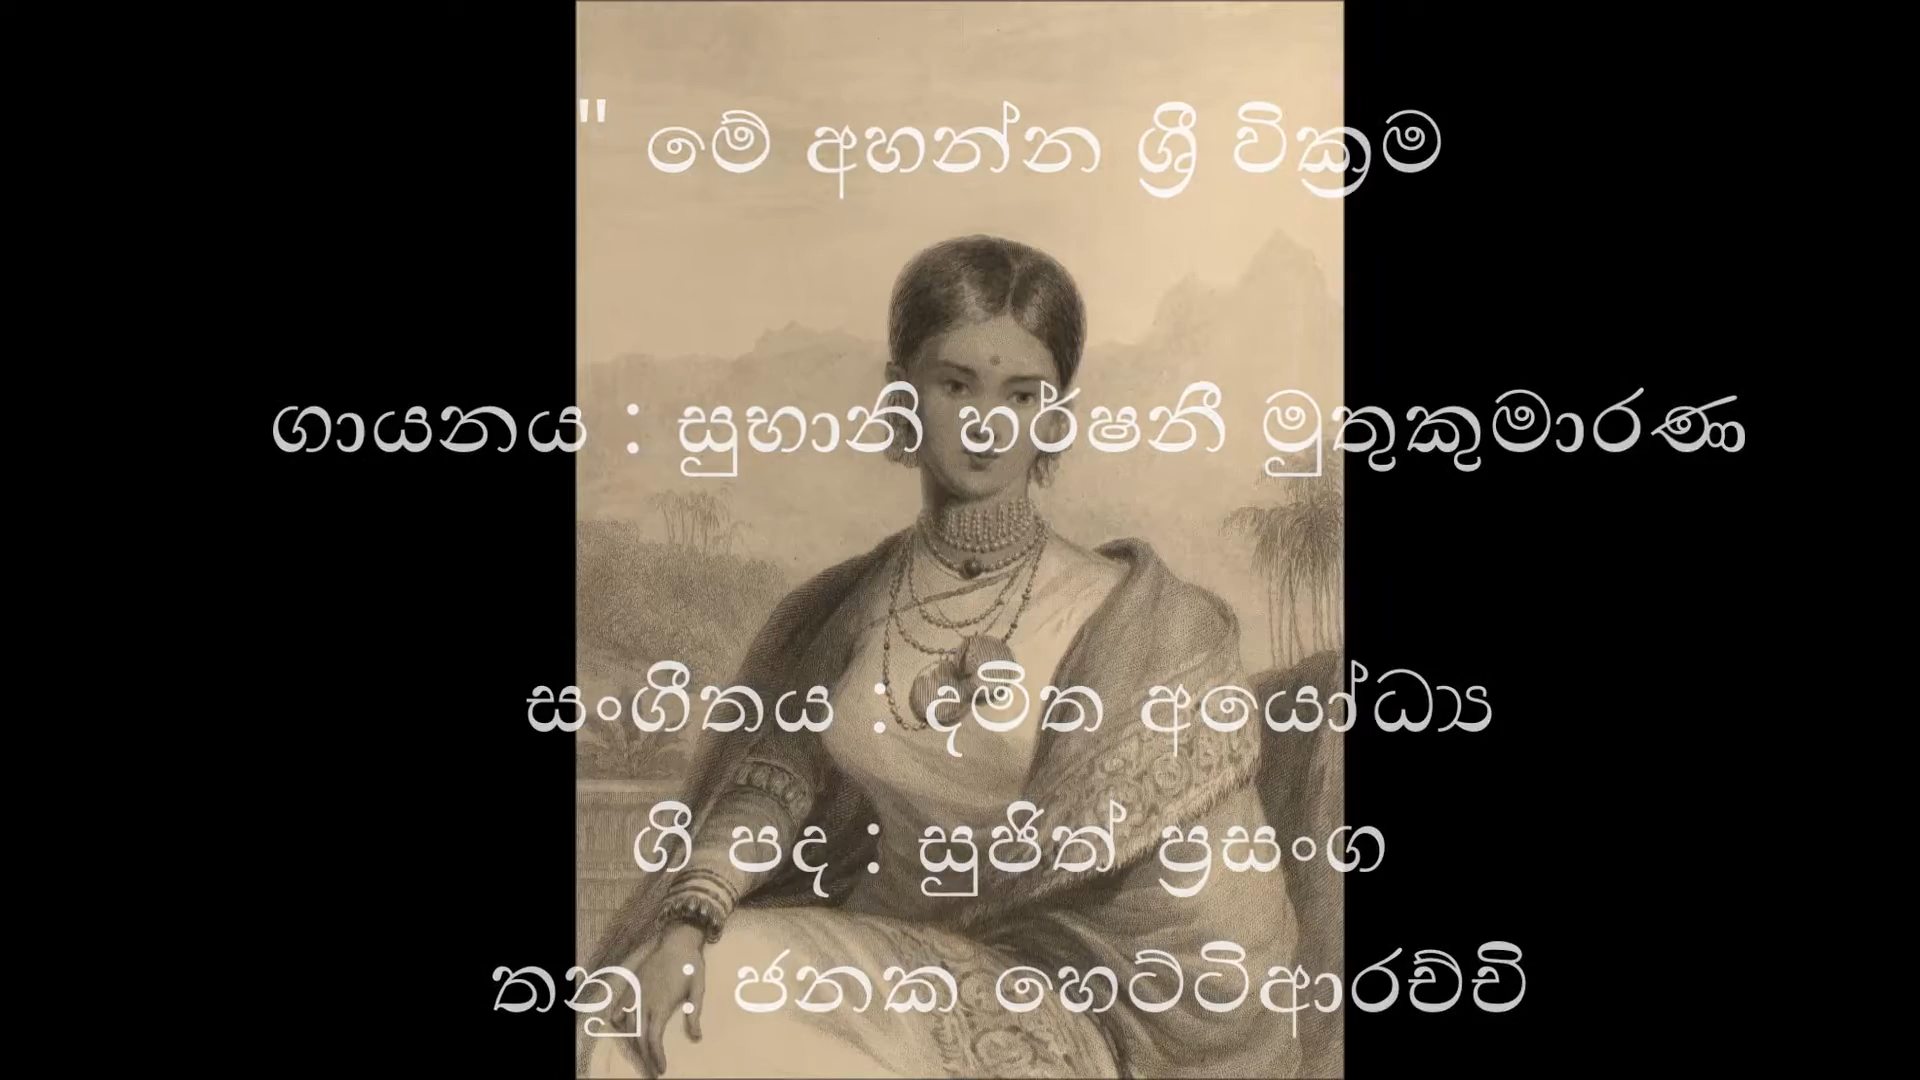 " මේ අහන්න ශ්‍රී වික්‍රම
ගායනය : සුභානි හර්ෂනී මුතුකුමාරණ
සංගීතය : දමිත අයෝධ්‍ය
ගී පද : සුජිත් ප්‍රසංග
තනු : ජනක හෙට්ටිආරච්චි